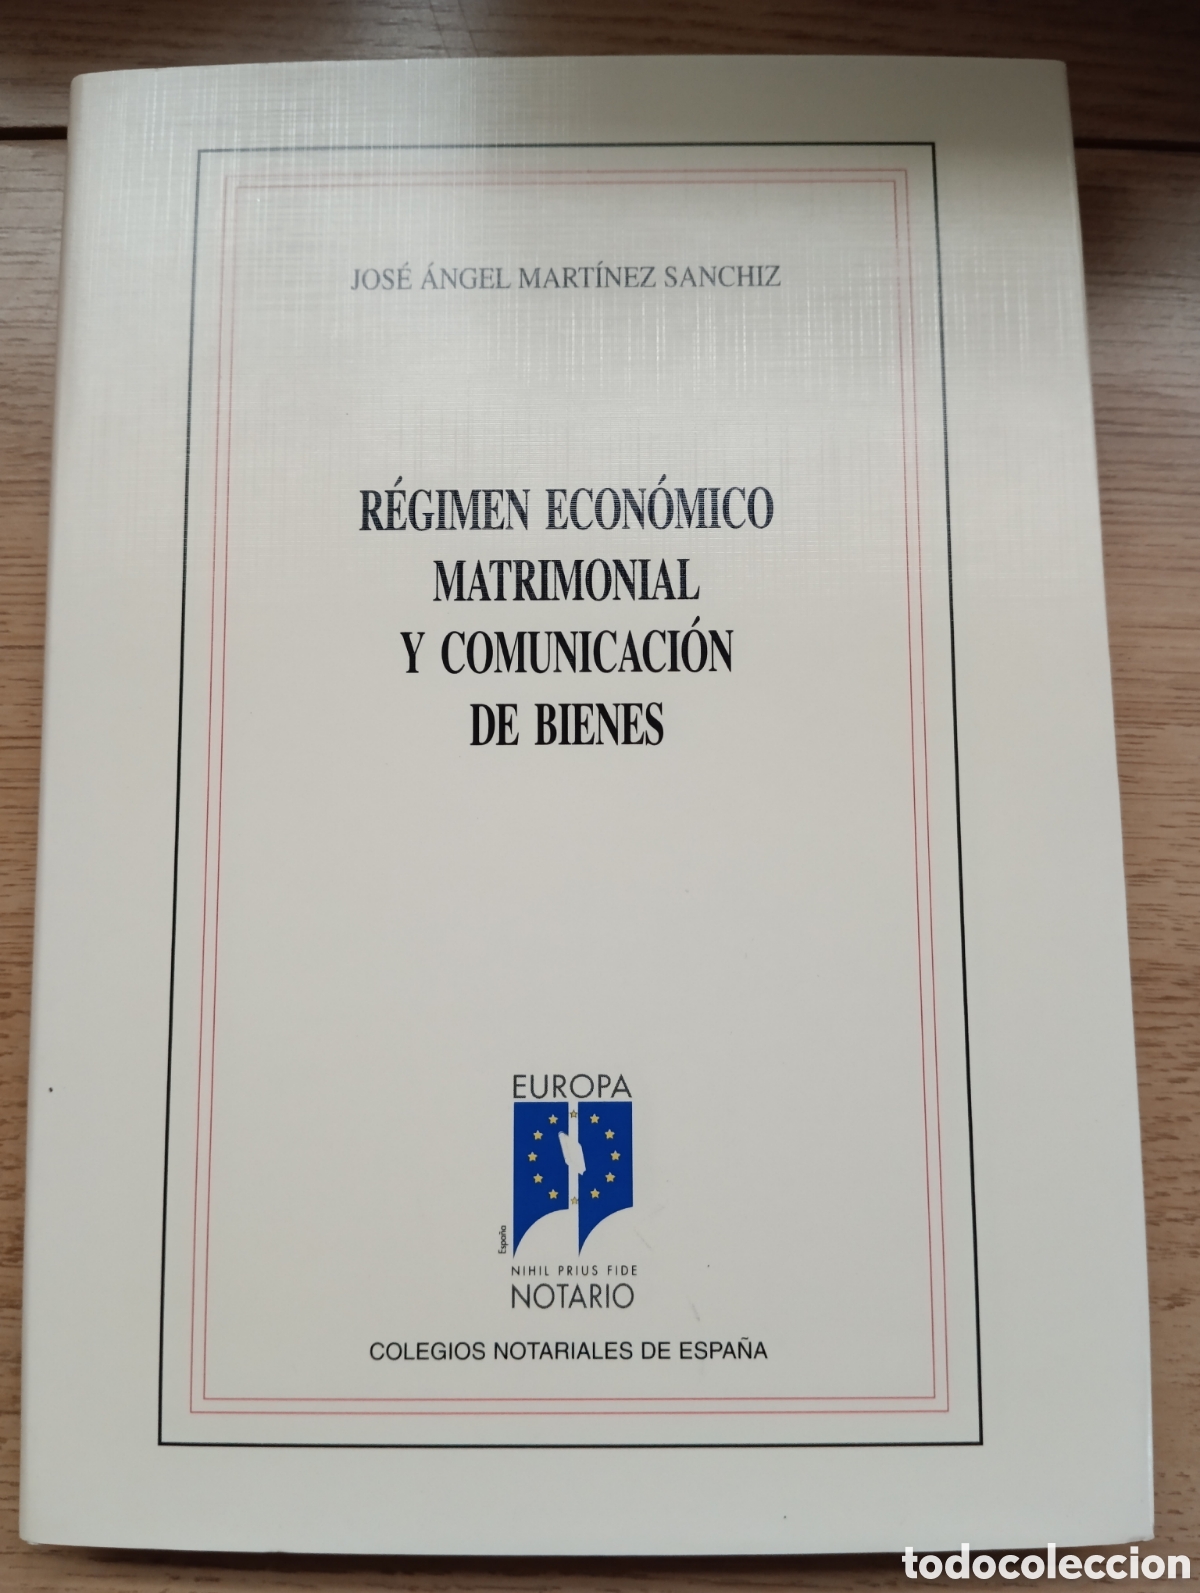 JOSÉ ÁNGEL MARTÍNEZ SANCHIZ
RÉGIMEN ECONÓMICO
MATRIMONIAL
Y COMUNICACIÓN
DE BIENES
EUROPA
España
NIHIL PRIUS FIDE
NOTARIO
COLEGIOS NOTARIALES DE ESPAÑA
todocoleccion